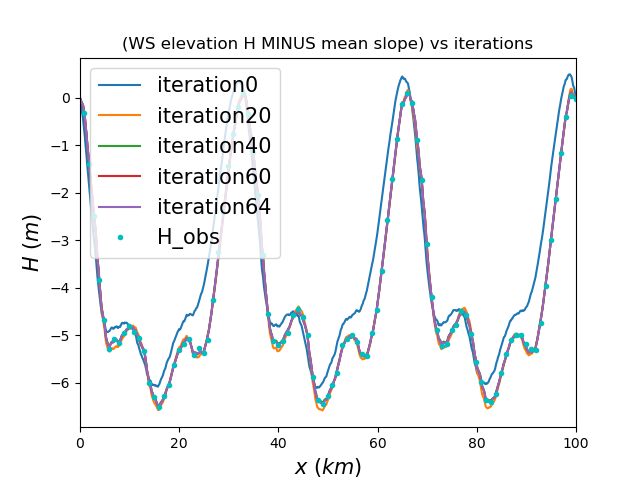 (WS elevation H MINUS mean slope) vs iterations
iteration0
iteration20
iteration40
iteration60
iteration64
H_obs
H (m)
0
−1
−2
−3
−4
−5
−6
0 20 40 60 80 100
x (km)